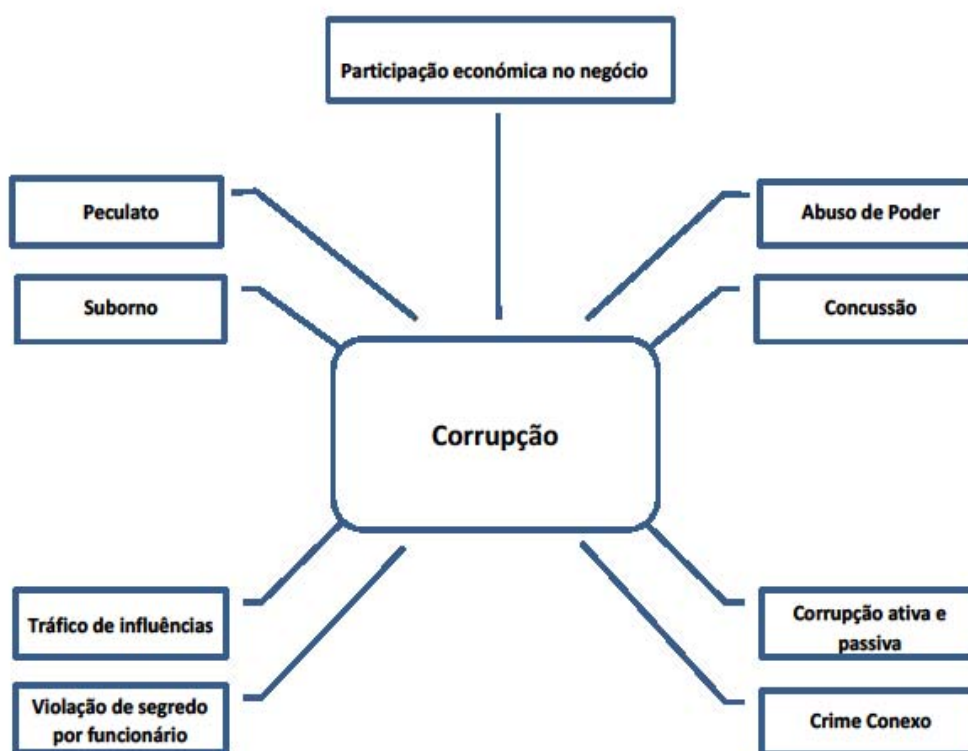 Participação económica no negócio
Peculato
Abuso de Poder
Suborno
Concussão
Corrupção
Tráfico de influências
Corrupção ativa e
passiva
Violação de segredo
por funcionário
Crime Conexo